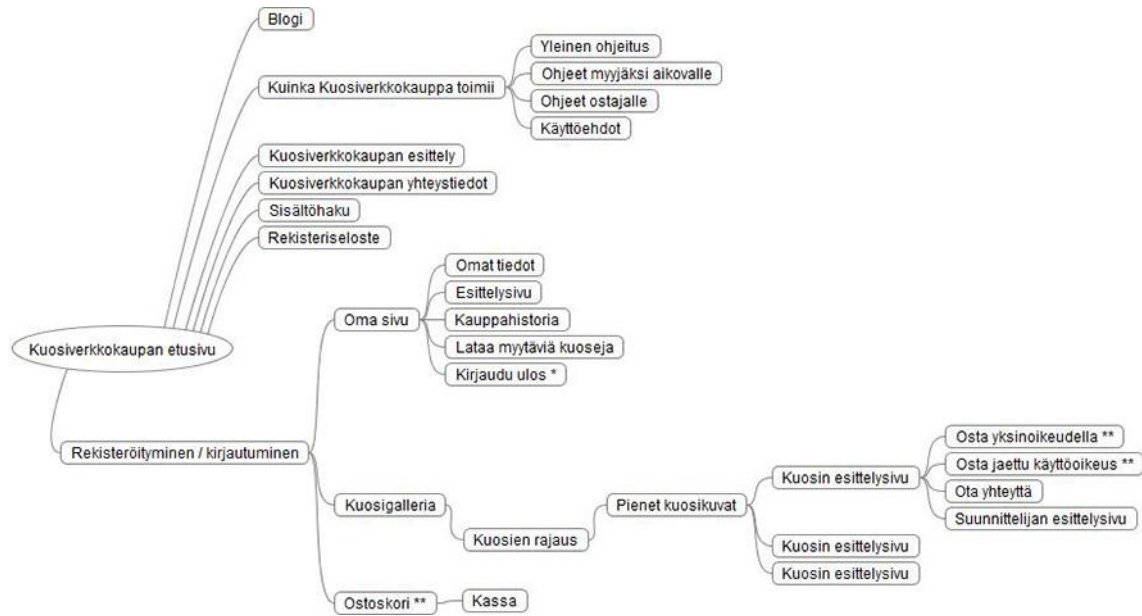 Blogi
Kuinka Kuosiverkkokauppa toimii
Yleinen ohjeitus
Ohjeet myyjäksi aikovalle
Ohjeet ostajalle
Käyttöehdot
Kuosiverkkokaupan esittely
Kuosiverkkokaupan yhteystiedot
Sisältöhaku
Rekisteriseloste
Kuosiverkkokaupan etusivu
Rekisteröityminen / kirjautuminen
Oma sivu
Omat tiedot
Esittelysivu
Kauppahistoria
Lataa myytäviä kuoseja
Kirjaudu ulos *
Kuosigalleria
Kuosien rajaus
Pienet kuosikuvat
Kuosin esittelysivu
Osta yksinoikeudella **
Osta jaettu käyttöoikeus **
Ota yhteyttä
Suunnittelijan esittelysivu
Kuosin esittelysivu
Kuosin esittelysivu
Ostoskori **
Kassa